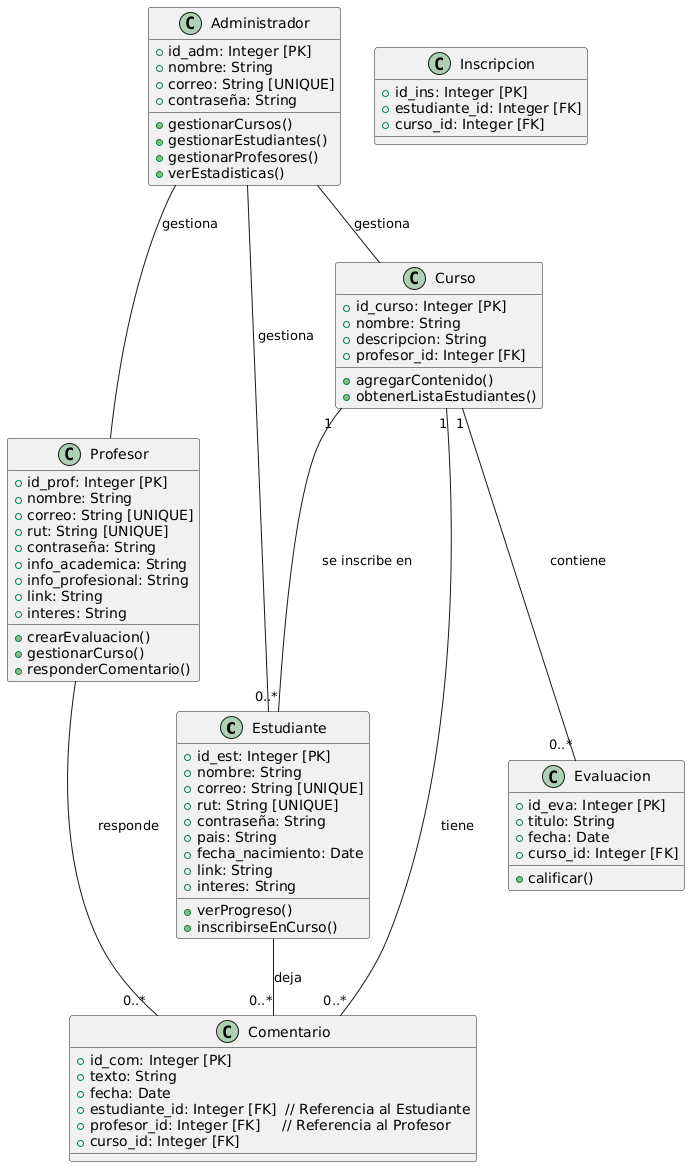 C Administrador
id_adm: Integer [PK]
nombre: String
correo: String [UNIQUE]
contraseña: String
gestionarCursos()
gestionarEstudiantes()
gestionarProfesores()
verEstadisticas()
C Inscripcion
id_ins: Integer [PK]
estudiante_id: Integer [FK]
curso_id: Integer [FK]
gestiona
gestiona
gestiona
C Curso
id_curso: Integer [PK]
nombre: String
descripcion: String
profesor_id: Integer [FK]
agregarContenido()
obtenerListaEstudiantes()
1
1
1
C Profesor
id_prof: Integer [PK]
nombre: String
correo: String [UNIQUE]
rut: String [UNIQUE]
contraseña: String
info_academica: String
info_profesional: String
link: String
interes: String
crearEvaluacion()
gestionarCurso()
responderComentario()
se inscribe en
contiene
0..*
0..*
C Estudiante
id_est: Integer [PK]
nombre: String
correo: String [UNIQUE]
rut: String [UNIQUE]
contraseña: String
pais: String
fecha_nacimiento: Date
link: String
interes: String
verProgreso()
inscribirseEnCurso()
C Evaluacion
id_eva: Integer [PK]
titulo: String
fecha: Date
curso_id: Integer [FK]
calificar()
responde
tiene
deja
0..*
0..*
0..*
C Comentario
id_com: Integer [PK]
texto: String
fecha: Date
estudiante_id: Integer [FK]  // Referencia al Estudiante
profesor_id: Integer [FK]     // Referencia al Profesor
curso_id: Integer [FK]